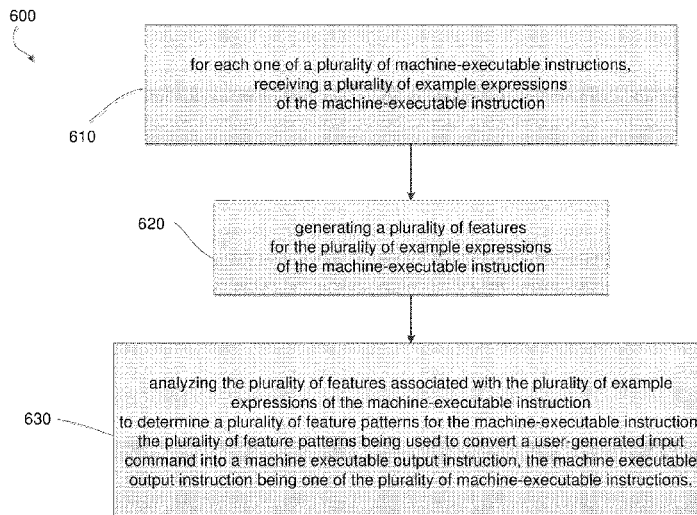 600
for each one of a plurality of machine-executable instructions,
receiving a plurality of example expressions
of the machine-executable instruction
610
620
generating a plurality of features
for the plurality of example expressions
of the machine-executable instruction
630
analyzing the plurality of features associated with the plurality of example
expressions of the machine-executable instruction
to determine a plurality of feature patterns for the machine-executable instruction
the plurality of feature patterns being used to convert a user-generated input
command into a machine executable output instruction, the machine executable
output instruction being one of the plurality of machine-executable instructions.